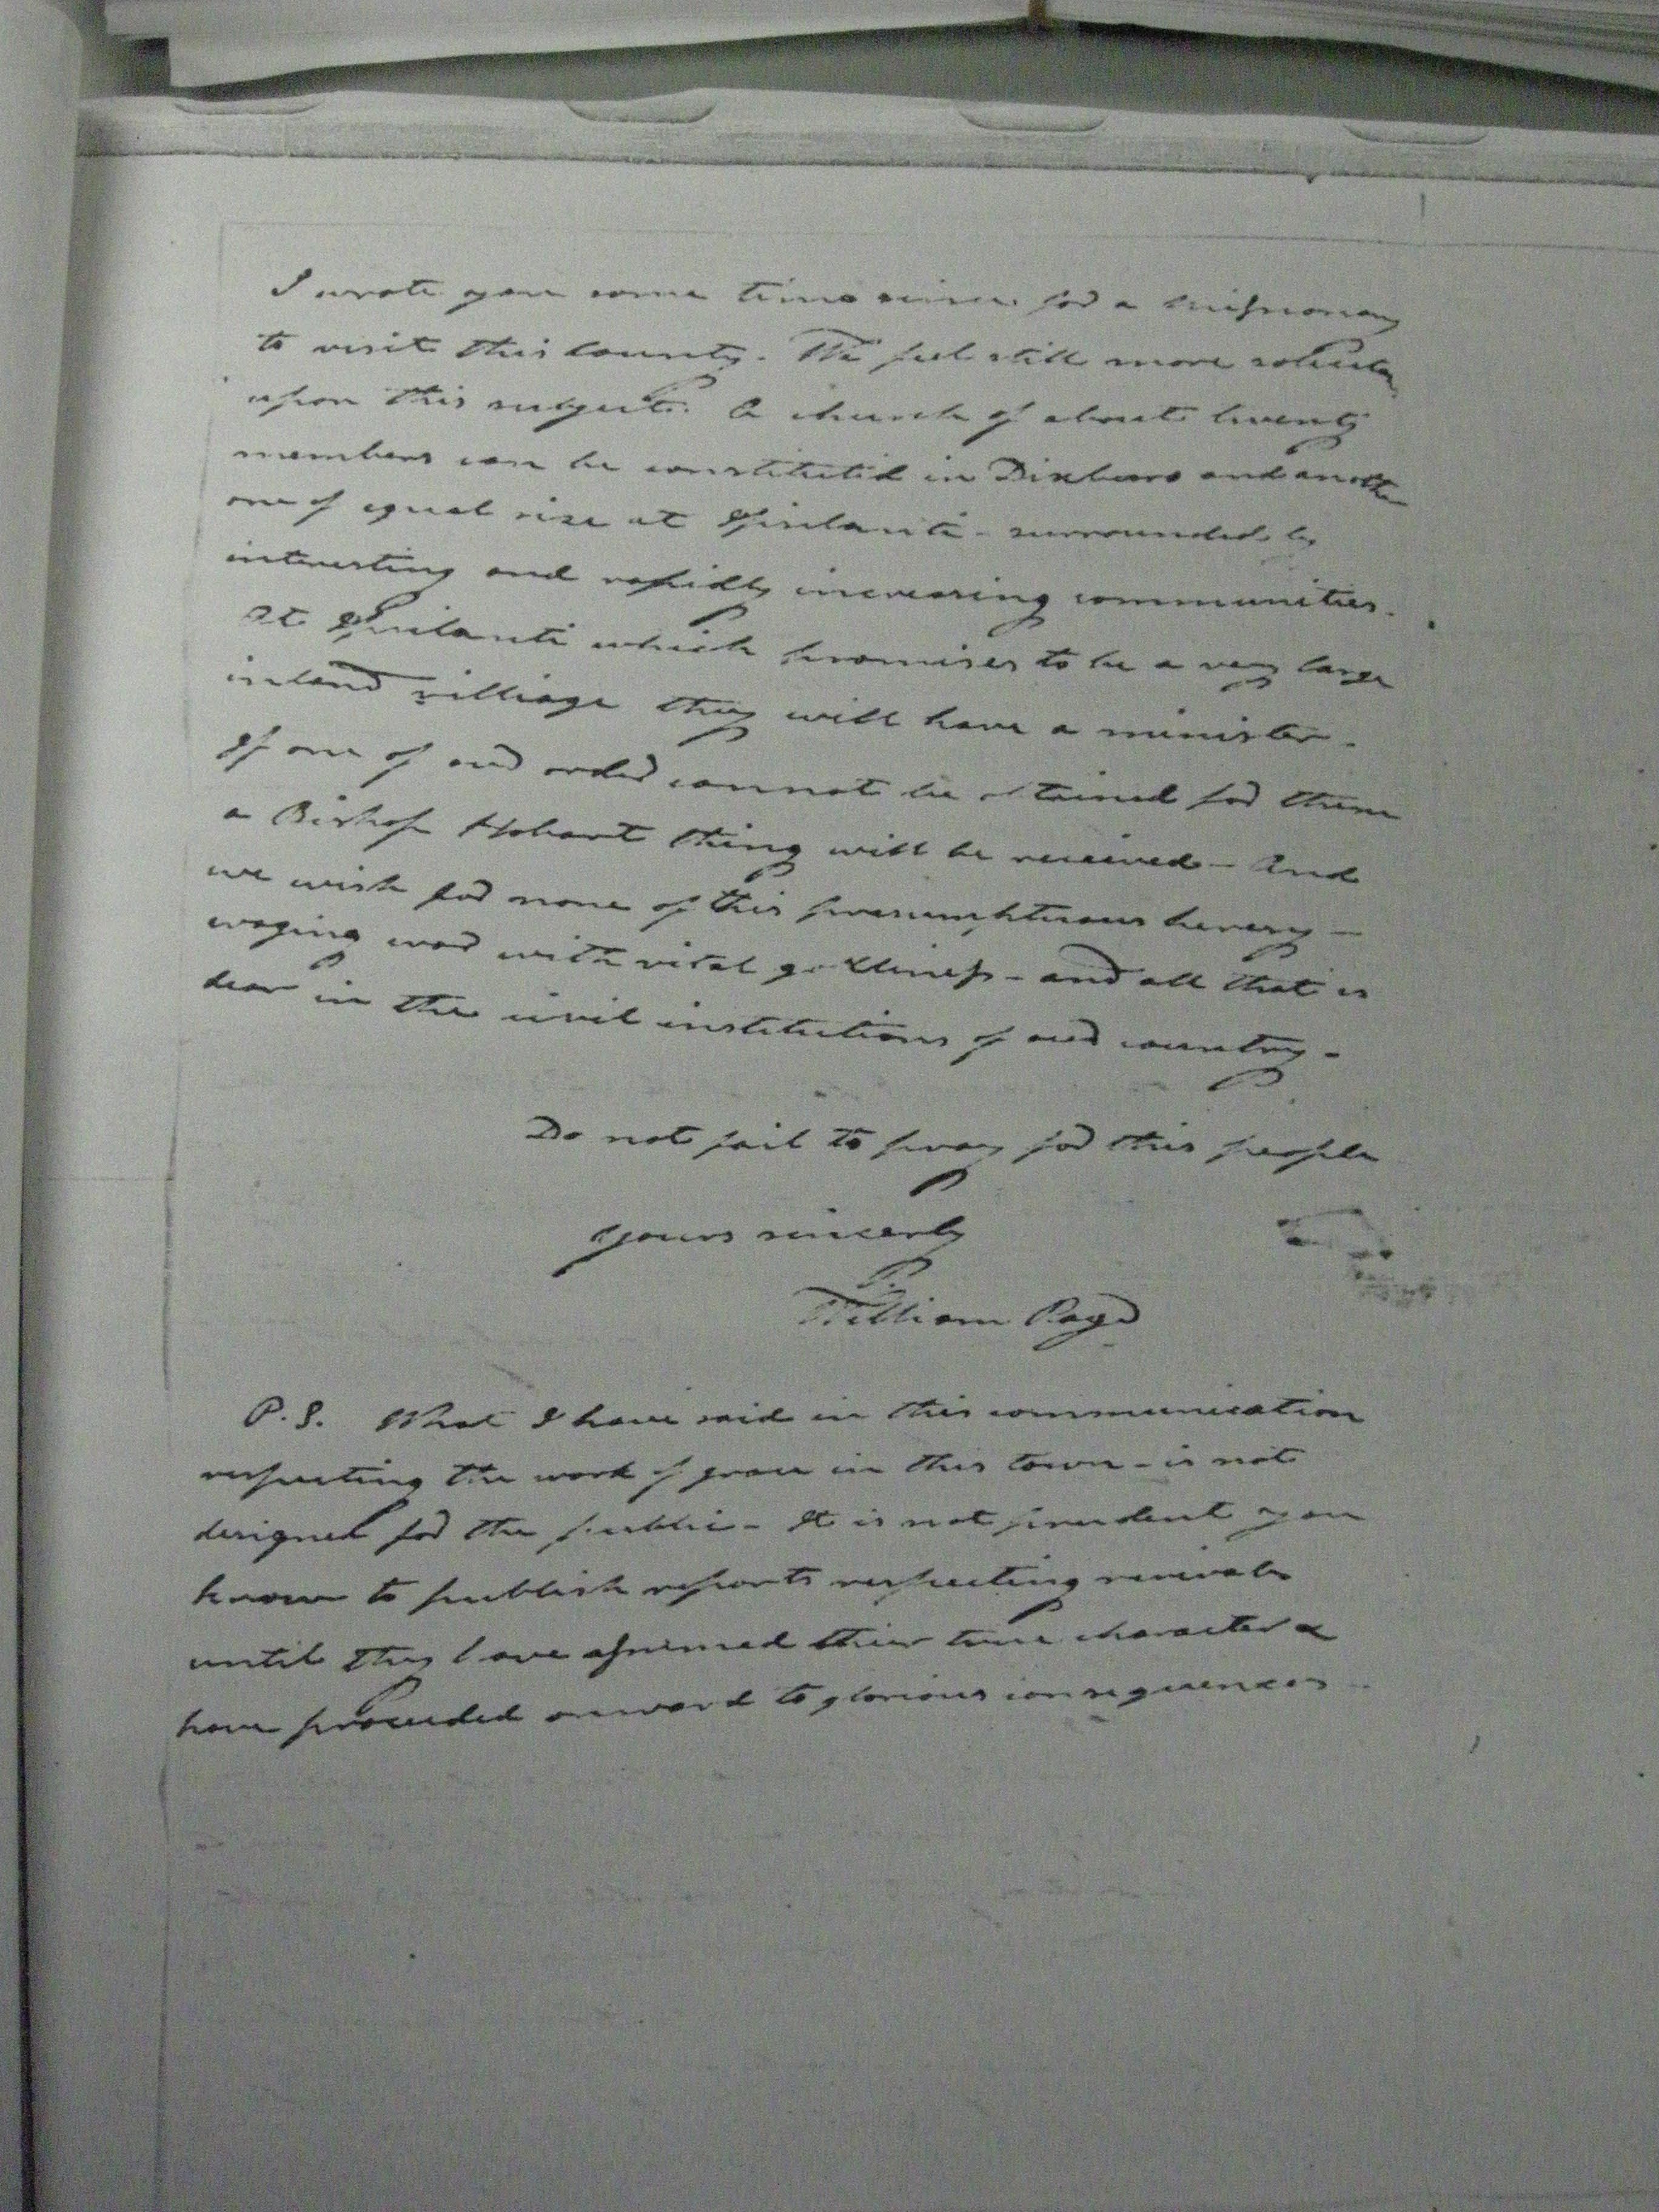 I wrote you some time since for a missionary
to visit this County. We feel still more solicitu
upon this subject. A church of about twenty
members can be constituted in Dixboro and another
one of equal size at Ypsilanti - surrounded by
interesting and rapidly increasing communities.
At Ypsilanti which promises to be a very large
inland villiage they will have a minister.
If one of our order cannot be obtained for them
a Bishop Hobart thing will be received - And
we wish for none of this presumptuous heresy -
waging war with vital godliness - and all that is
dear in the civil institutions of our country -
Do not fail to pray for this people
Yours sincerly
William Page
P.S. What I have said in this communication
respecting the work of grace in this town - is not
designed for the public - It is not prudent you
know to publish reports respecting revivals
until they have assumed their true character &
have proceeded onward to glorious consequences